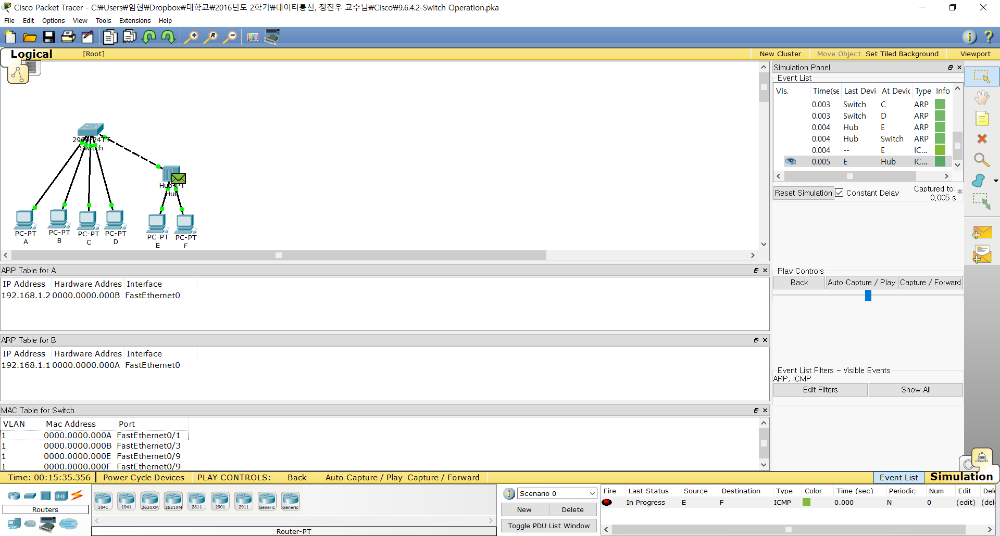 Cisco Packet Tracer - C:₩Users₩임현₩Dropbox₩대학교₩2016년도 2학기₩데이터통신, 정진우 교수님₩Cisco₩9.6.4.2-Switch Operation.pka
File Edit Options View Tools Extensions Help
Logical [Root] New Cluster Move Object Set Tiled Background Viewport
2960-24TT
Switch
Hub-PT
Hub
PC-PT
A
PC-PT
B
PC-PT
C
PC-PT
D
PC-PT
E
PC-PT
F
Simulation Panel
Event List
Vis. Time(se Last Devi At Devic Type Info
0.003 Switch C ARP
0.003 Switch D ARP
0.004 Hub E ARP
0.004 Hub Switch ARP
0.004 -- E IC...
0.005 E Hub IC...
Reset Simulation Constant Delay Captured to:
0.005 s
Play Controls
Back Auto Capture / Play Capture / Forward
Event List Filters - Visible Events
ARP, ICMP
Edit Filters Show All
ARP Table for A
IP Address Hardware Addres Interface
192.168.1.2 0000.0000.000B FastEthernet0
ARP Table for B
IP Address Hardware Addres Interface
192.168.1.1 0000.0000.000A FastEthernet0
MAC Table for Switch
VLAN Mac Address Port
1 0000.0000.000A FastEthernet0/1
1 0000.0000.000B FastEthernet0/3
1 0000.0000.000E FastEthernet0/9
1 0000.0000.000F FastEthernet0/9
Time: 00:15:35.356 Power Cycle Devices PLAY CONTROLS: Back Auto Capture / Play Capture / Forward Event List Simulation
Routers
1841 1941 2620XM 2621XM 2811 2901 2911 Generic Generic
Router-PT
Scenario 0
New Delete
Toggle PDU List Window
Fire Last Status Source Destination Type Color Time (sec) Periodic Num Edit Dele
In Progress E F ICMP 0.000 N 0 (edit) (del